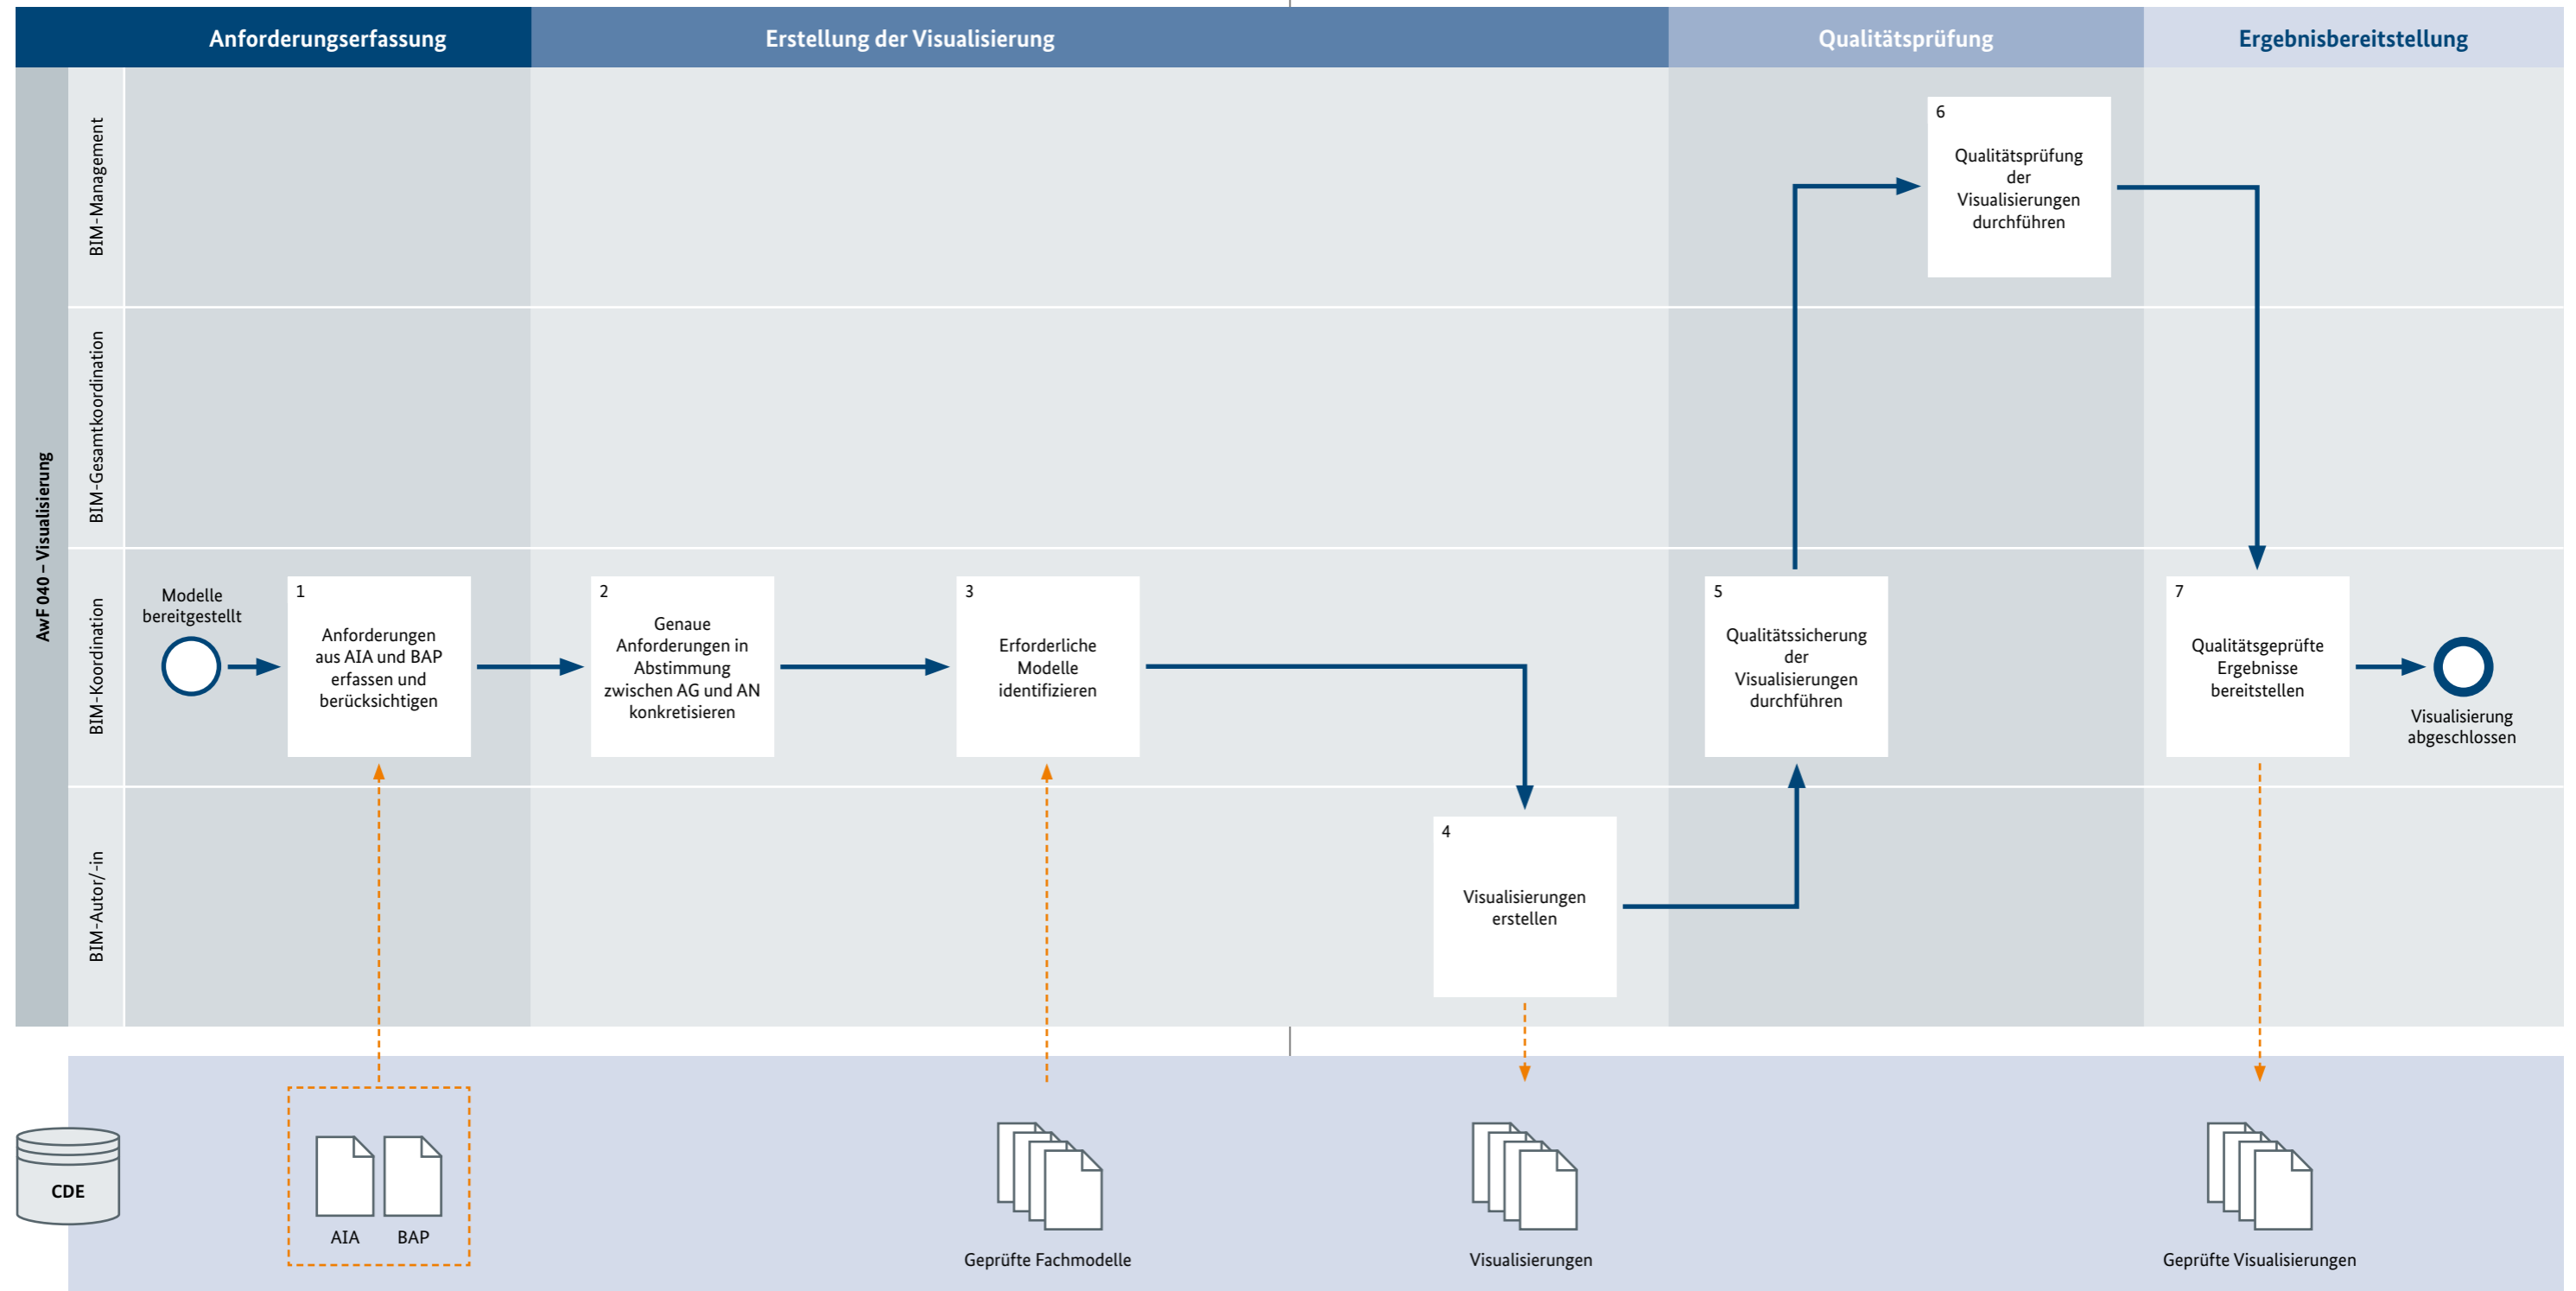 Anforderungserfassung
Erstellung der Visualisierung
Qualitätsprüfung
Ergebnisbereitstellung
AwF 040 – Visualisierung
BIM-Management
6
Qualitätsprüfung
der
Visualisierungen
durchführen
BIM-Gesamtkoordination
BIM-Koordination
Modelle
bereitgestellt
1
Anforderungen
aus AIA und BAP
erfassen und
berücksichtigen
2
Genaue
Anforderungen in
Abstimmung
zwischen AG und AN
konkretisieren
3
Erforderliche
Modelle
identifizieren
5
Qualitätssicherung
der
Visualisierungen
durchführen
7
Qualitätsgeprüfte
Ergebnisse
bereitstellen
Visualisierung
abgeschlossen
BIM-Autor/-in
4
Visualisierungen
erstellen
CDE
AIA
BAP
Geprüfte Fachmodelle
Visualisierungen
Geprüfte Visualisierungen